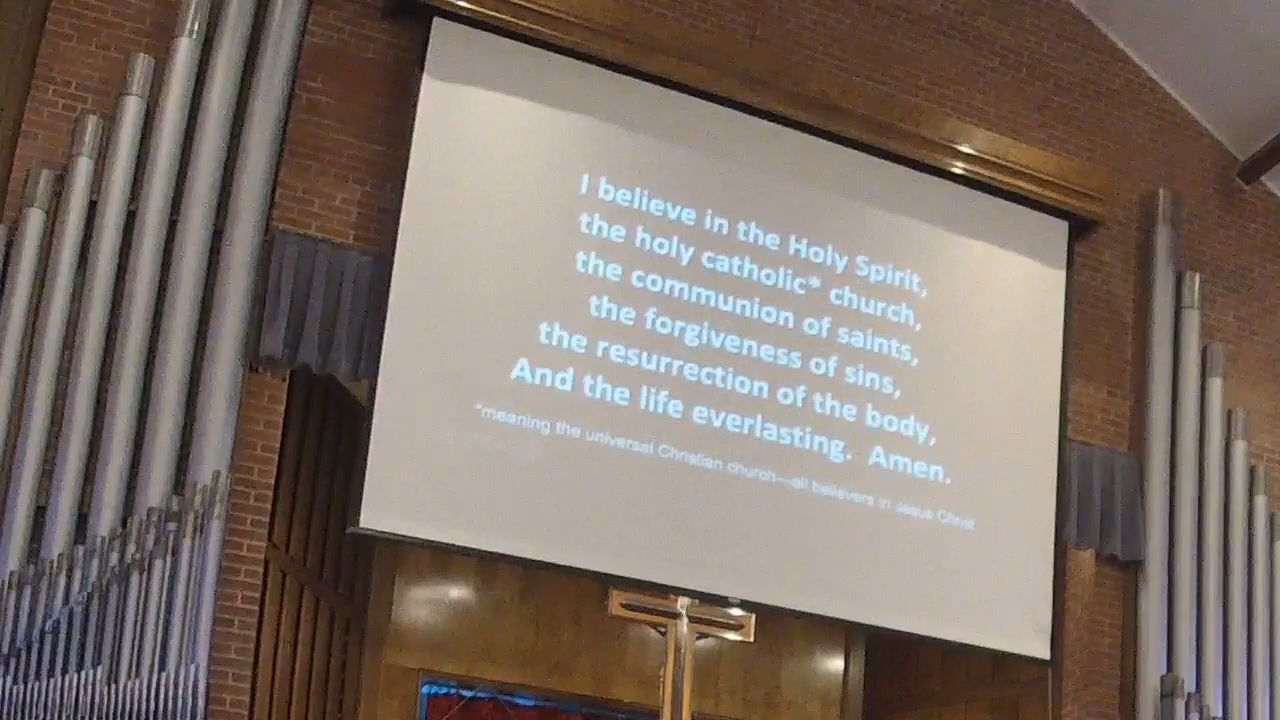 I believe in the Holy Spirit,
the holy catholic* church,
the communion of saints,
the forgiveness of sins,
the resurrection of the body,
And the life everlasting. Amen.
*meaning the universal Christian church—all believers in Jesus Christ